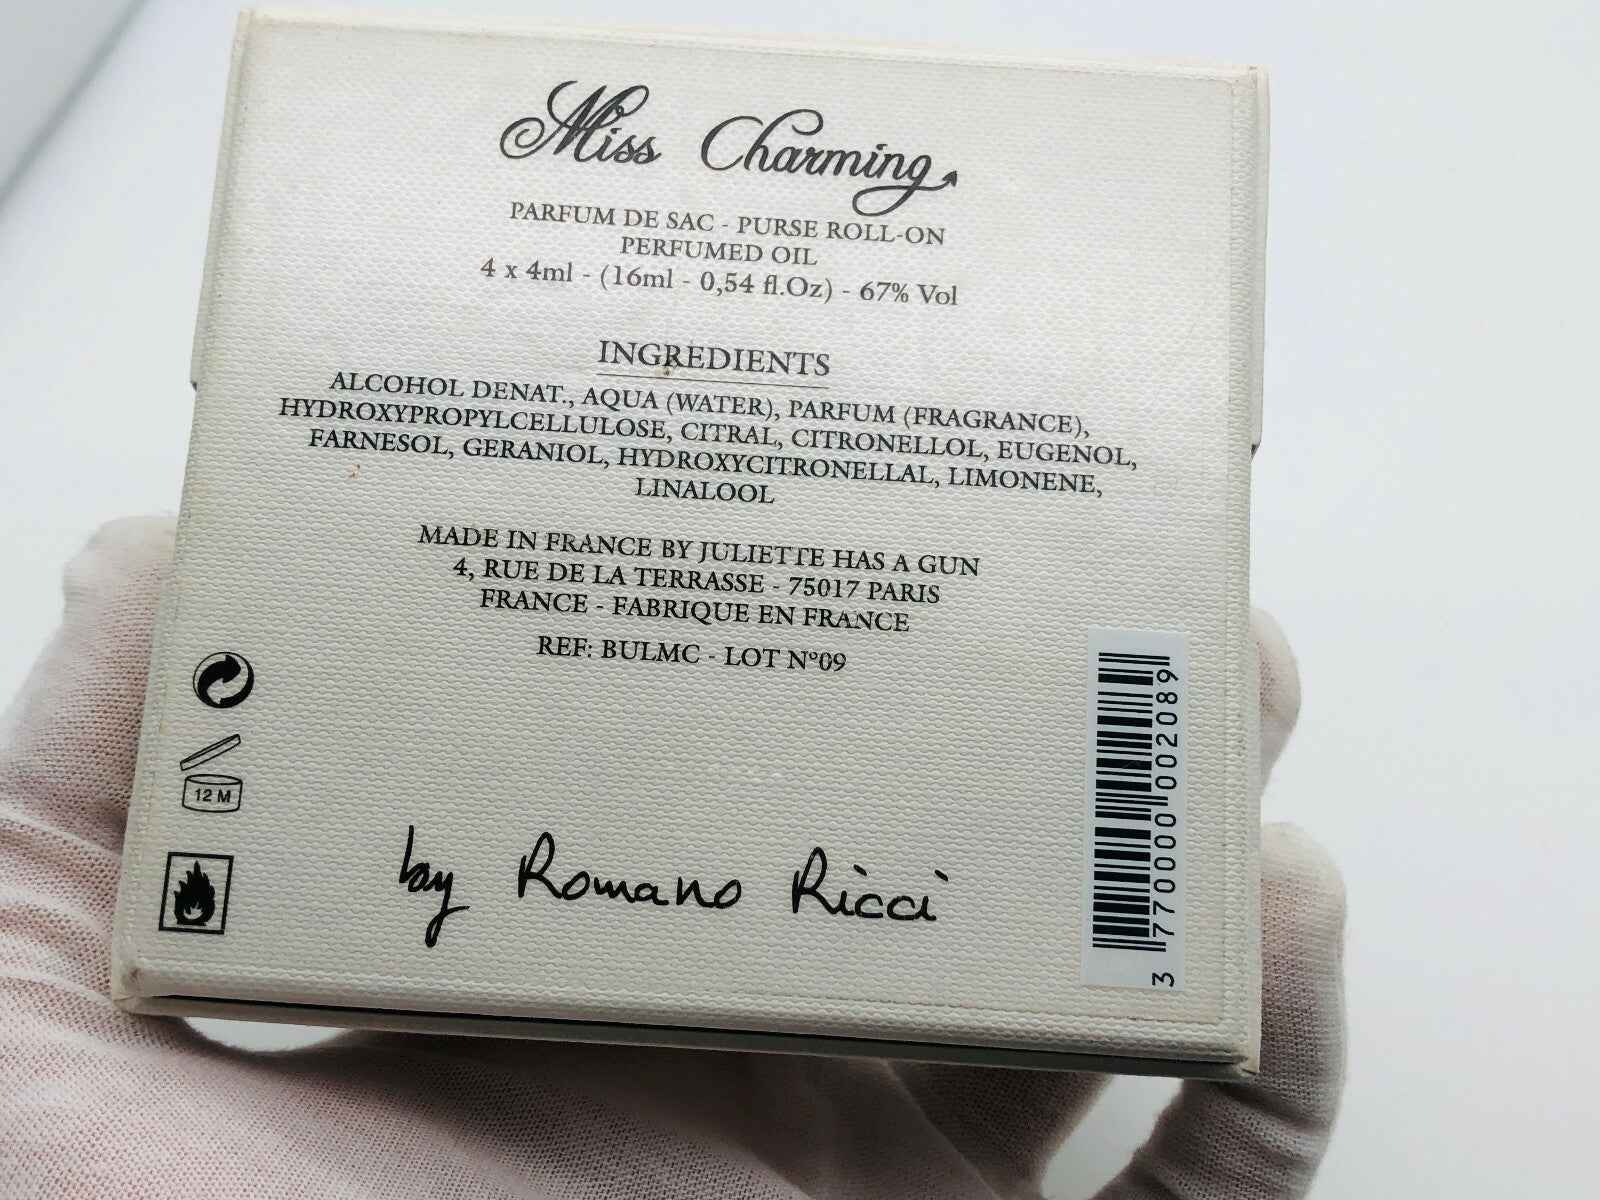 Miss Charming
PARFUM DE SAC - PURSE ROLL-ON
PERFUMED OIL
4 x 4ml - (16ml - 0,54 fl.Oz) - 67% Vol
INGREDIENTS
ALCOHOL DENAT., AQUA (WATER), PARFUM (FRAGRANCE),
HYDROXYPROPYLCELLULOSE, CITRAL, CITRONELLOL, EUGENOL,
FARNESOL, GERANIOL, HYDROXYCITRONELLAL, LIMONENE,
LINALOOL
MADE IN FRANCE BY JULIETTE HAS A GUN
4, RUE DE LA TERRASSE - 75017 PARIS
FRANCE - FABRIQUE EN FRANCE
REF: BULMC - LOT N°09
12 M
by Romano Ricci
3 770000 002089